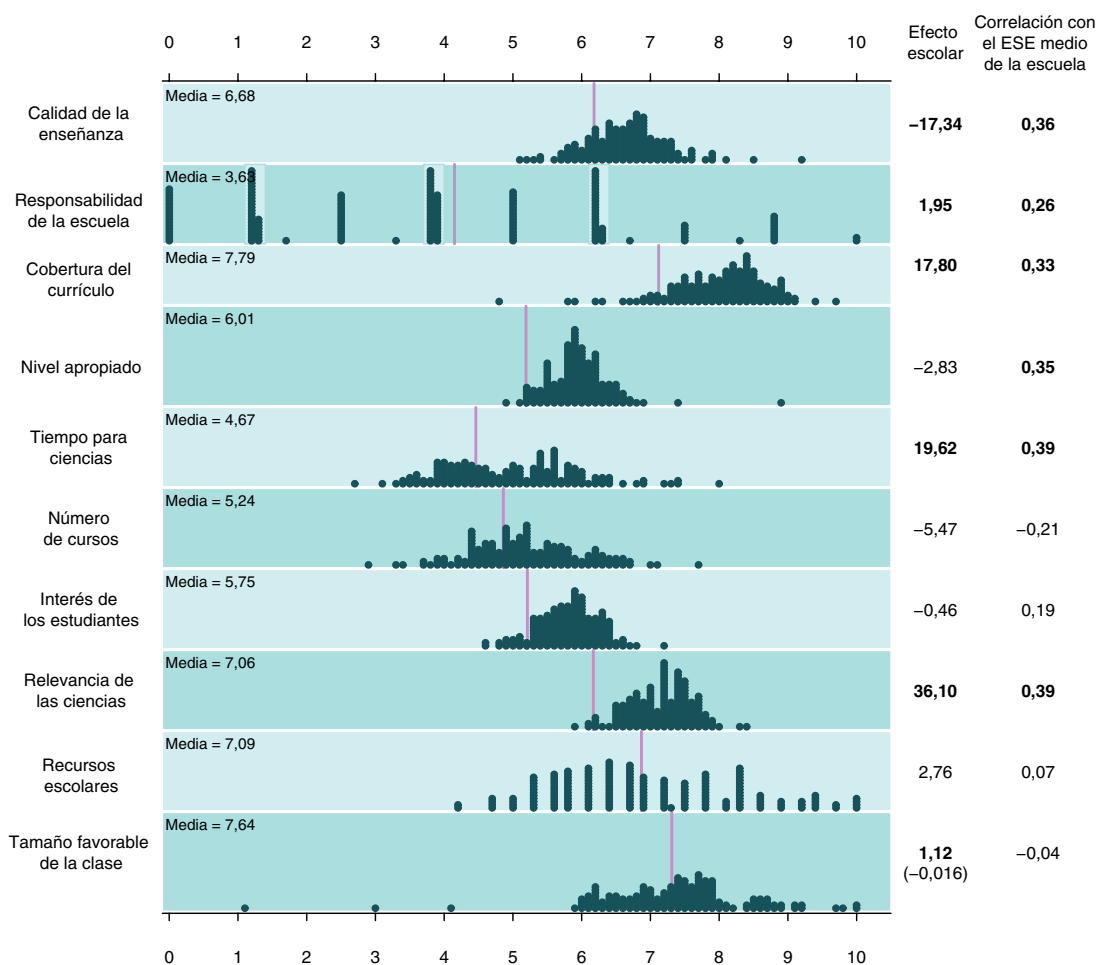 0 1 2 3 4 5 6 7 8 9 10
Efecto
escolar
Correlación con
el ESE medio
de la escuela
Calidad de la
enseñanza
Media = 6,68
−17,34
0,36
Responsabilidad
de la escuela
Media = 3,63
1,95
0,26
Cobertura del
currículo
Media = 7,79
17,80
0,33
Nivel apropiado
Media = 6,01
−2,83
0,35
Tiempo para
ciencias
Media = 4,67
19,62
0,39
Número
de cursos
Media = 5,24
−5,47
−0,21
Interés de
los estudiantes
Media = 5,75
−0,46
0,19
Relevancia de
las ciencias
Media = 7,06
36,10
0,39
Recursos
escolares
Media = 7,09
2,76
0,07
Tamaño favorable
de la clase
Media = 7,64
1,12
(−0,016)
−0,04
0 1 2 3 4 5 6 7 8 9 10